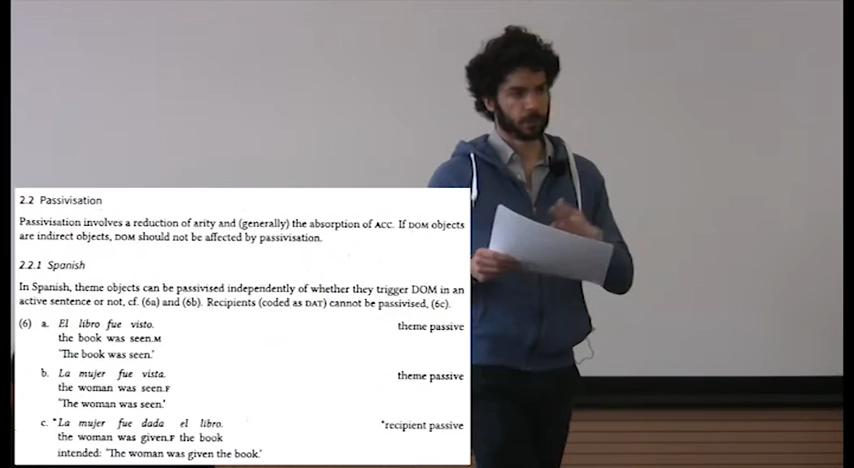 2.2 Passivisation
Passivisation involves a reduction of arity and (generally) the absorption of ACC. If DOM objects
are indirect objects, DOM should not be affected by passivisation.
2.2.1 Spanish
In Spanish, theme objects can be passivised independently of whether they trigger DOM in an
active sentence or not, cf. (6a) and (6b). Recipients (coded as DAT) cannot be passivised, (6c).
(6) a. El libro fue visto. theme passive
the book was seen.M
'The book was seen.'
b. La mujer fue vista. theme passive
the woman was seen.F
'The woman was seen.'
c. *La mujer fue dada el libro. *recipient passive
the woman was given.F the book
intended: 'The woman was given the book.'